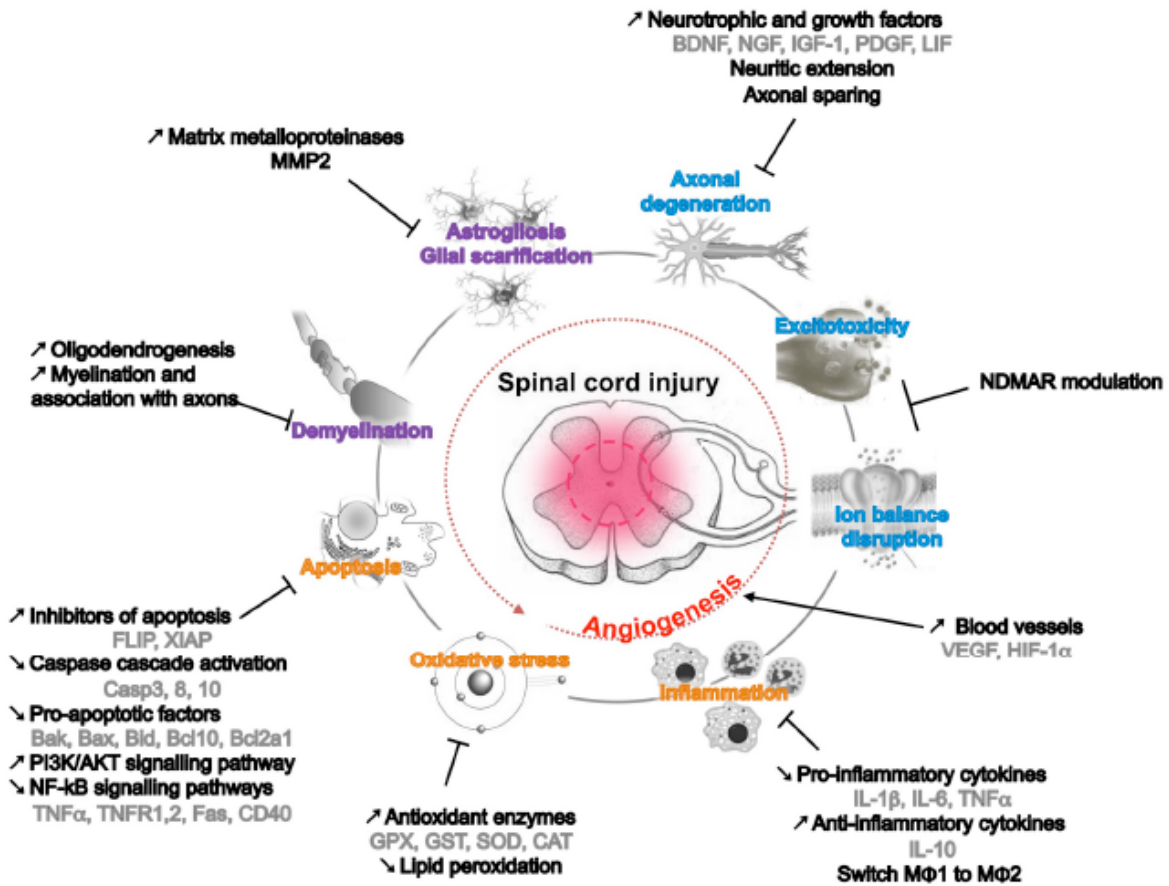 ↗ Neurotrophic and growth factors
BDNF, NGF, IGF-1, PDGF, LIF
Neuritic extension
Axonal sparing
↗ Matrix metalloproteinases
MMP2
Axonal
degeneration
Astrogliosis
Glial scarification
Excitotoxicity
↗ Oligodendrogenesis
↗ Myelination and
association with axons
Spinal cord injury
NDMAR modulation
Demyelination
Ion balance
disruption
Apoptosis
Angiogenesis
↗ Inhibitors of apoptosis
FLIP, XIAP
↘ Caspase cascade activation
Casp3, 8, 10
↘ Pro-apoptotic factors
Bak, Bax, Bid, Bcl10, Bcl2a1
↗ PI3K/AKT signalling pathway
↘ NF-kB signalling pathways
TNFα, TNFR1,2, Fas, CD40
↗ Blood vessels
VEGF, HIF-1α
Oxidative stress
Inflammation
↗ Antioxidant enzymes
GPX, GST, SOD, CAT
↘ Lipid peroxidation
↘ Pro-inflammatory cytokines
IL-1β, IL-6, TNFα
↗ Anti-inflammatory cytokines
IL-10
Switch MΦ1 to MΦ2